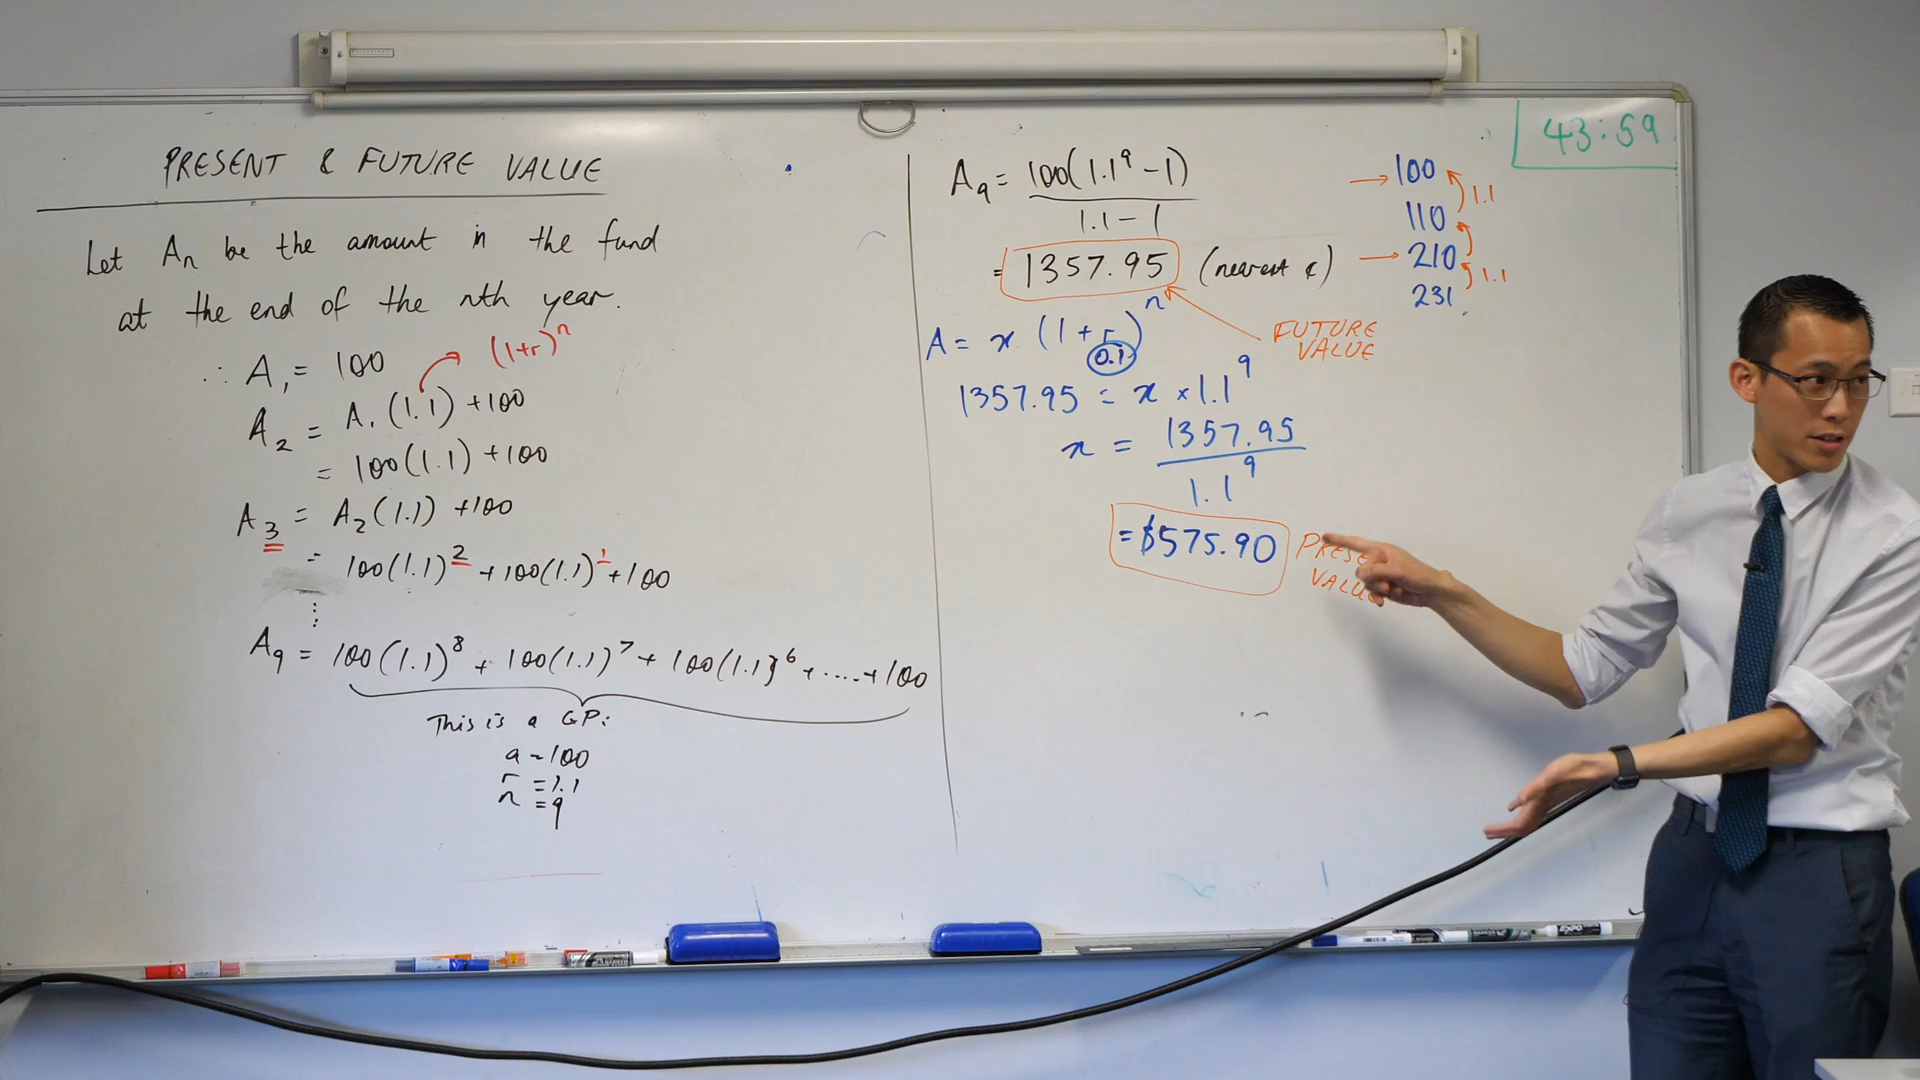 PRESENT & FUTURE VALUE
Let An be the amount in the fund
at the end of the nth year.
∴ A₁ = 100
(1+r)ⁿ
A₂ = A₁(1.1) + 100
= 100(1.1) + 100
A₃ = A₂(1.1) + 100
= 100(1.1)² + 100(1.1)¹ + 100
⋮
A₉ = 100(1.1)⁸ + 100(1.1)⁷ + 100(1.1)⁶ + .... + 100
This is a GP:
a = 100
r = 1.1
n = 9
A₉ = 100(1.1⁹ - 1)
1.1 - 1
= 1357.95 (nearest ¢)
FUTURE
VALUE
A = x(1 + r)ⁿ
0.1
1357.95 = x × 1.1⁹
x = 1357.95
1.1⁹
= $575.90
PRESE
VALUE
→ 100
1.1
110
→ 210
1.1
231
43:59
EXPO